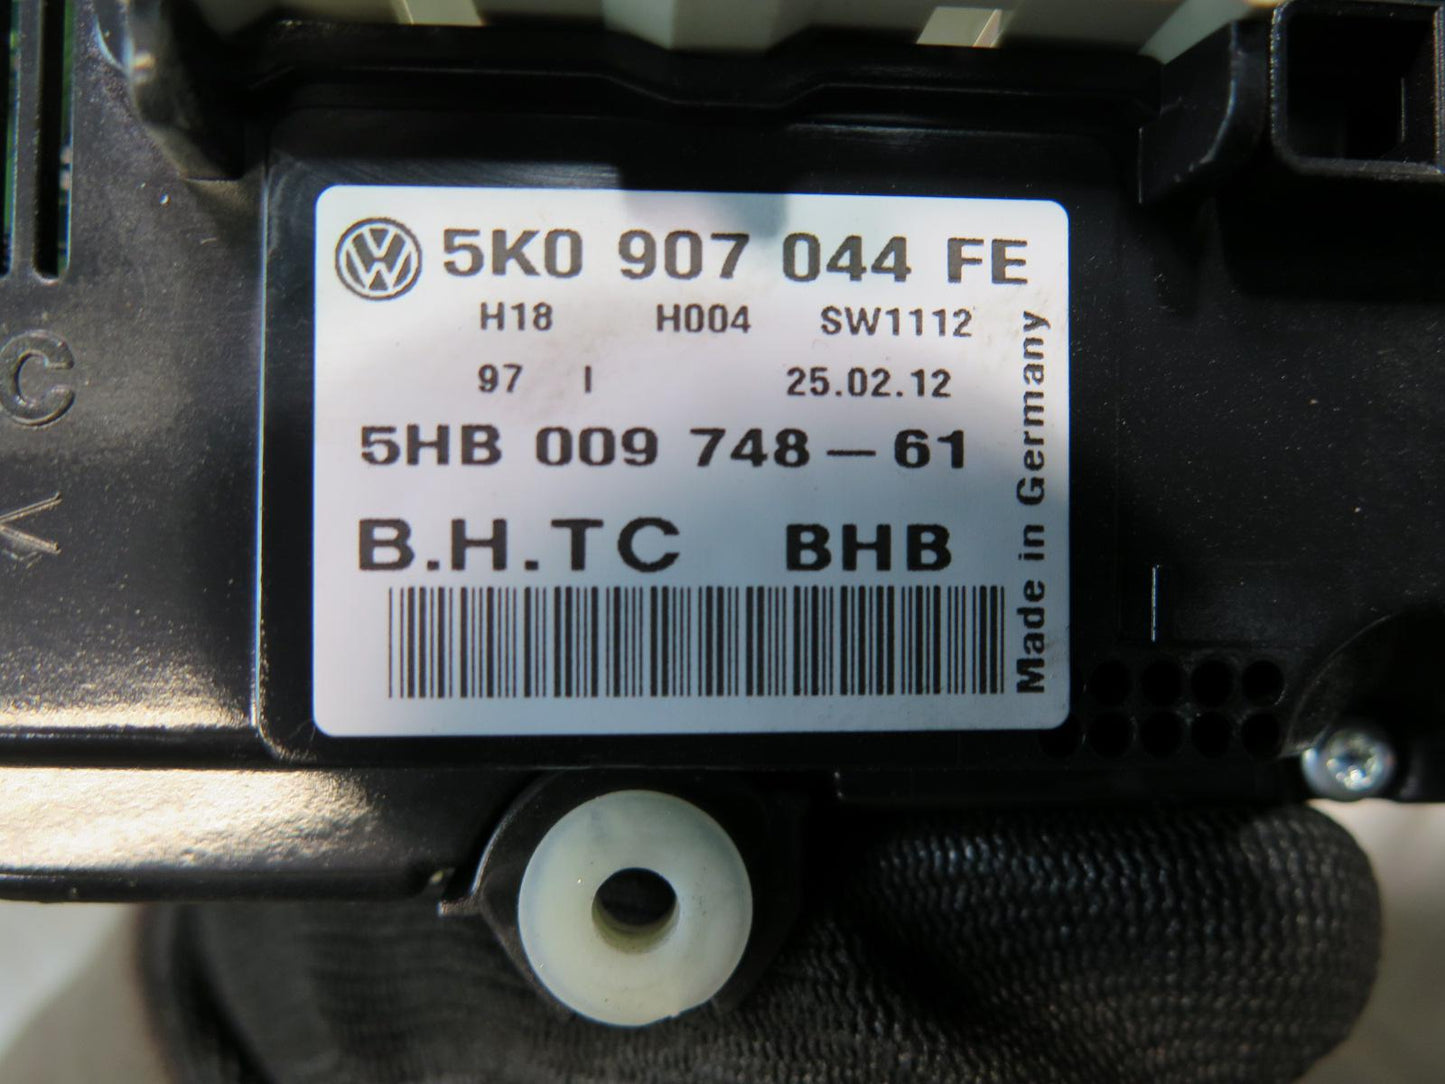 5K0 907 044 FE
H18 H004 SW1112
97 I 25.02.12
5HB 009 748-61
B.H.TC BHB
Made in Germany
C